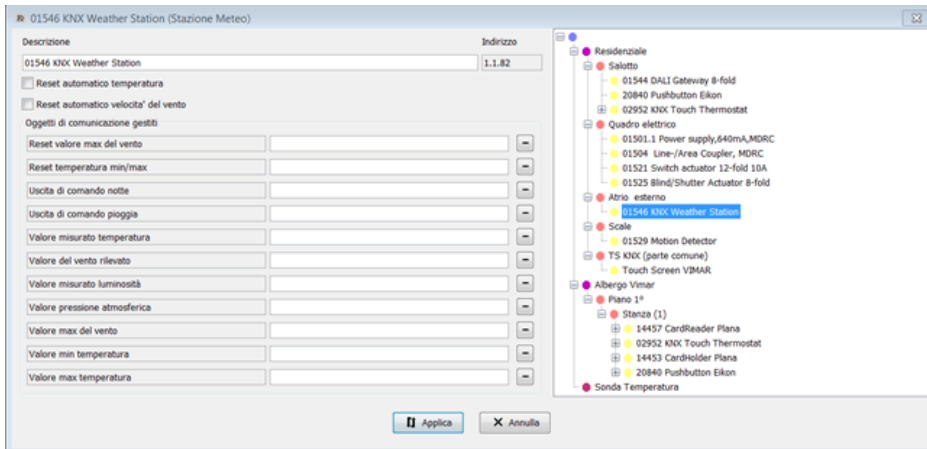 01546 KNX Weather Station (Stazione Meteo)
Descrizione
Indirizzo
01546 KNX Weather Station
1.1.82
Reset automatico temperatura
Reset automatico velocita' del vento
Oggetti di comunicazione gestiti
Reset valore max del vento
Reset temperatura min/max
Uscita di comando notte
Uscita di comando pioggia
Valore misurato temperatura
Valore del vento rilevato
Valore misurato luminosità
Valore pressione atmosferica
Valore max del vento
Valore min temperatura
Valore max temperatura
Residenziale
Salotto
01544 DALI Gateway 8-fold
20840 Pushbutton Eikon
02952 KNX Touch Thermostat
Quadro elettrico
01501.1 Power supply,640mA,MDRC
01504 Line-/Area Coupler, MDRC
01521 Switch actuator 12-fold 10A
01525 Blind/Shutter Actuator 8-fold
Atrio esterno
01546 KNX Weather Station
Scale
01529 Motion Detector
TS KNX (parte comune)
Touch Screen VIMAR
Albergo Vimar
Piano 1º
Stanza (1)
14457 CardReader Plana
02952 KNX Touch Thermostat
14453 CardHolder Plana
20840 Pushbutton Eikon
Sonda Temperatura
Applica
Annulla